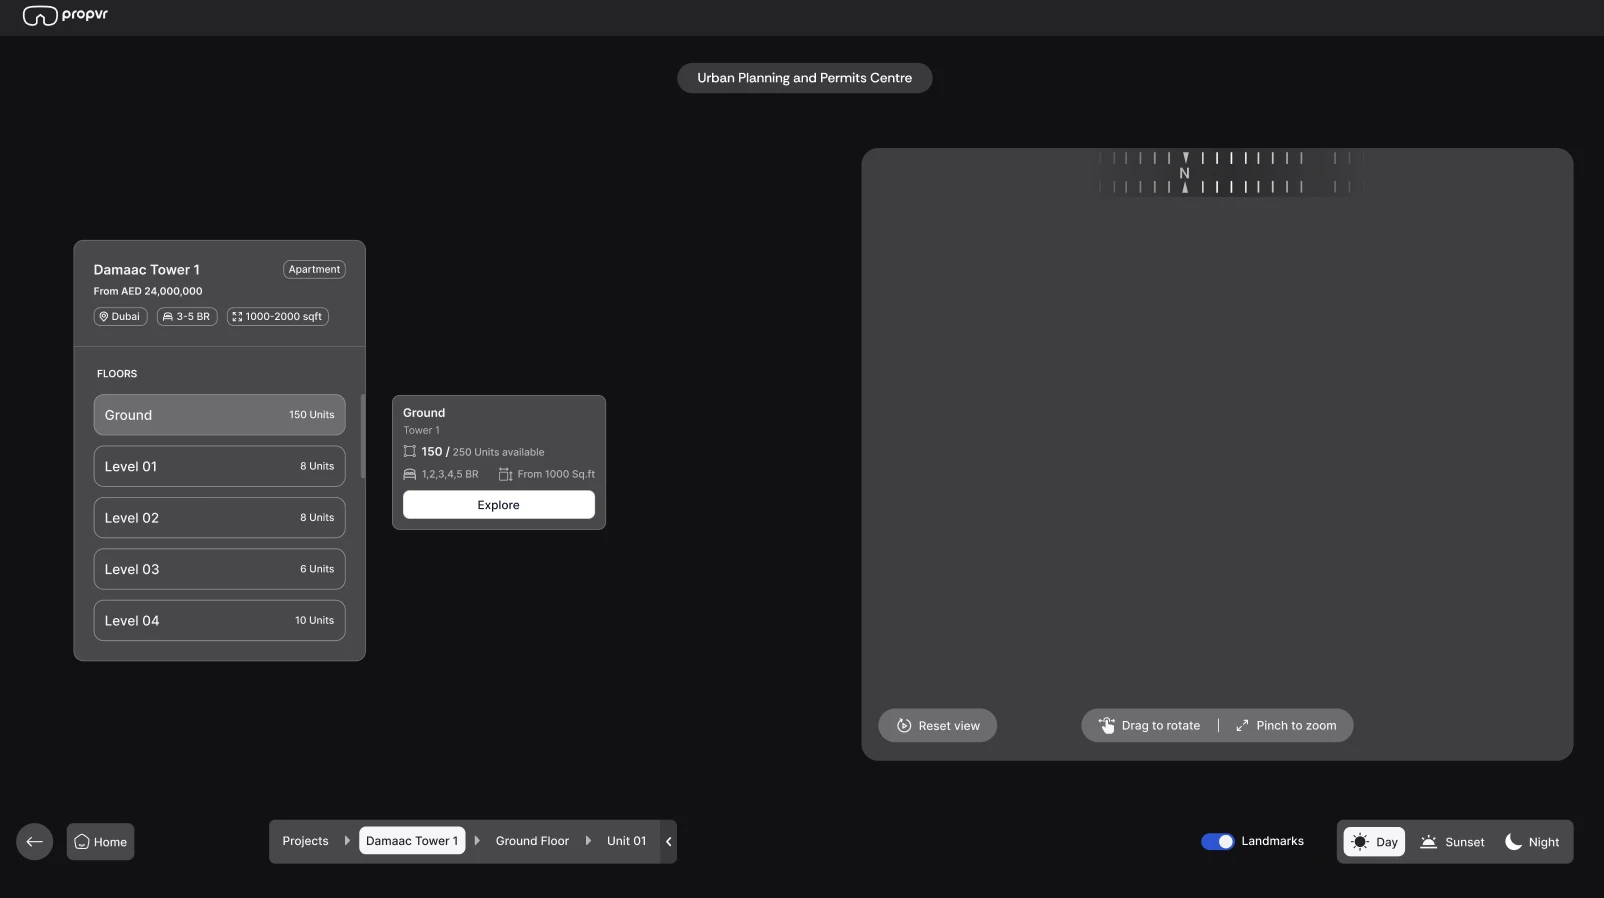 propvr
Urban Planning and Permits Centre
N
Damaac Tower 1
Apartment
From AED 24,000,000
Dubai
3-5 BR
1000-2000 sqft
FLOORS
Ground
150 Units
Level 01
8 Units
Level 02
8 Units
Level 03
6 Units
Level 04
10 Units
Ground
Tower 1
150 / 250 Units available
1,2,3,4,5 BR
From 1000 Sq.ft
Explore
Reset view
Drag to rotate
Pinch to zoom
Home
Projects
Damaac Tower 1
Ground Floor
Unit 01
Landmarks
Day
Sunset
Night